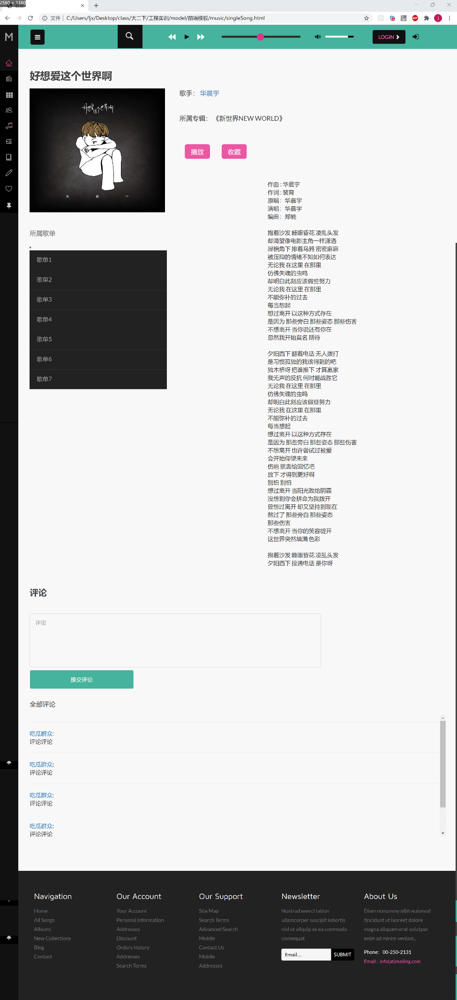 2560 × 1360
文件 C:/Users/ljx/Desktop/class/大二下/工程实训/model/前端模板/music/singleSong.html
ABP
j
M
LOGIN
好想爱这个世界啊
好想爱这个世界啊
华 晨 宇
歌手： 华晨宇
所属专辑： 《新世界NEW WORLD》
播放 收藏
作曲 : 华晨宇
作词 : 裴育
原唱：华晨宇
演唱：华晨宇
编曲：郑楠
抱着沙发 睡眼昏花 凌乱头发
却渴望像电影主角一样潇洒
屋檐角下 排着乌鸦 密密麻麻
被压抑的情绪不知如何表达
无论我 在这里 在那里
仿佛失魂的虫鸣
却明白此刻应该做些努力
无论我 在这里 在那里
不能弥补的过去
每当想起
想过离开 以这种方式存在
是因为 那些旁白 那些姿态 那些伤害
不想离开 当你说还有你在
忽然我开始莫名 期待
夕阳西下 翻着电话 无人拨打
是习惯孤独的我该得到的吧
独木桥呀 把谁推下 才算赢家
我无声的反抗 何时能战胜它
无论我 在这里 在那里
仿佛失魂的虫鸣
却明白此刻应该做些努力
无论我 在这里 在那里
不能弥补的过去
每当想起
想过离开 以这种方式存在
是因为 那些旁白 那些姿态 那些伤害
不想离开 也许尝试过被爱
会开始仰望未来
伤疤 就丢给回忆吧
放下 才得到更好啊
别怕 别怕
想过离开 当阳光败给阴霾
没想到你会拼命为我拨开
曾想过离开 却又坚持到现在
熬过了 那些旁白 那些姿态
那些伤害
不想离开 当你的笑容绽开
这世界突然填满 色彩
抱着沙发 睡眼昏花 凌乱头发
夕阳西下 接通电话 是你呀
所属歌单
歌单1
歌单2
歌单3
歌单4
歌单5
歌单6
歌单7
评论
评论
提交评论
全部评论
吃瓜群众:
评论评论
吃瓜群众:
评论评论
吃瓜群众:
评论评论
吃瓜群众:
评论评论
Navigation
Home
All Songs
Albums
New Collections
Blog
Contact
Our Account
Your Account
Personal information
Addresses
Discount
Orders history
Addresses
Search Terms
Our Support
Site Map
Search Terms
Advanced Search
Mobile
Contact Us
Mobile
Addresses
Newsletter
Nostrud exerci tation
ullamcorper suscipit lobortis
nisl ut aliquip ex ea commodo
consequat
Email.... SUBMIT
About Us
Diam nonummy nibh euismod
tincidunt ut laoreet dolore
magna aliquam erat volutpat
enim ad minim veniam..
Phone: 00-250-2131
Email : info(at)mailing.com